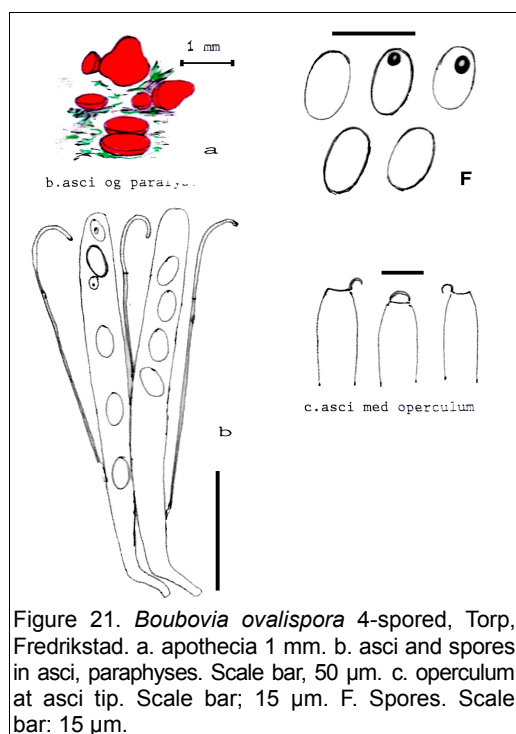 1 mm
a
b.asci og
F
b
c.asci med operculum
Figure 21. Boubovia ovalispora 4-spored, Torp,
Fredrikstad. a. apothecia 1 mm. b. asci and spores
in asci, paraphyses. Scale bar, 50 µm. c. operculum
at asci tip. Scale bar; 15 µm. F. Spores. Scale
bar: 15 µm.